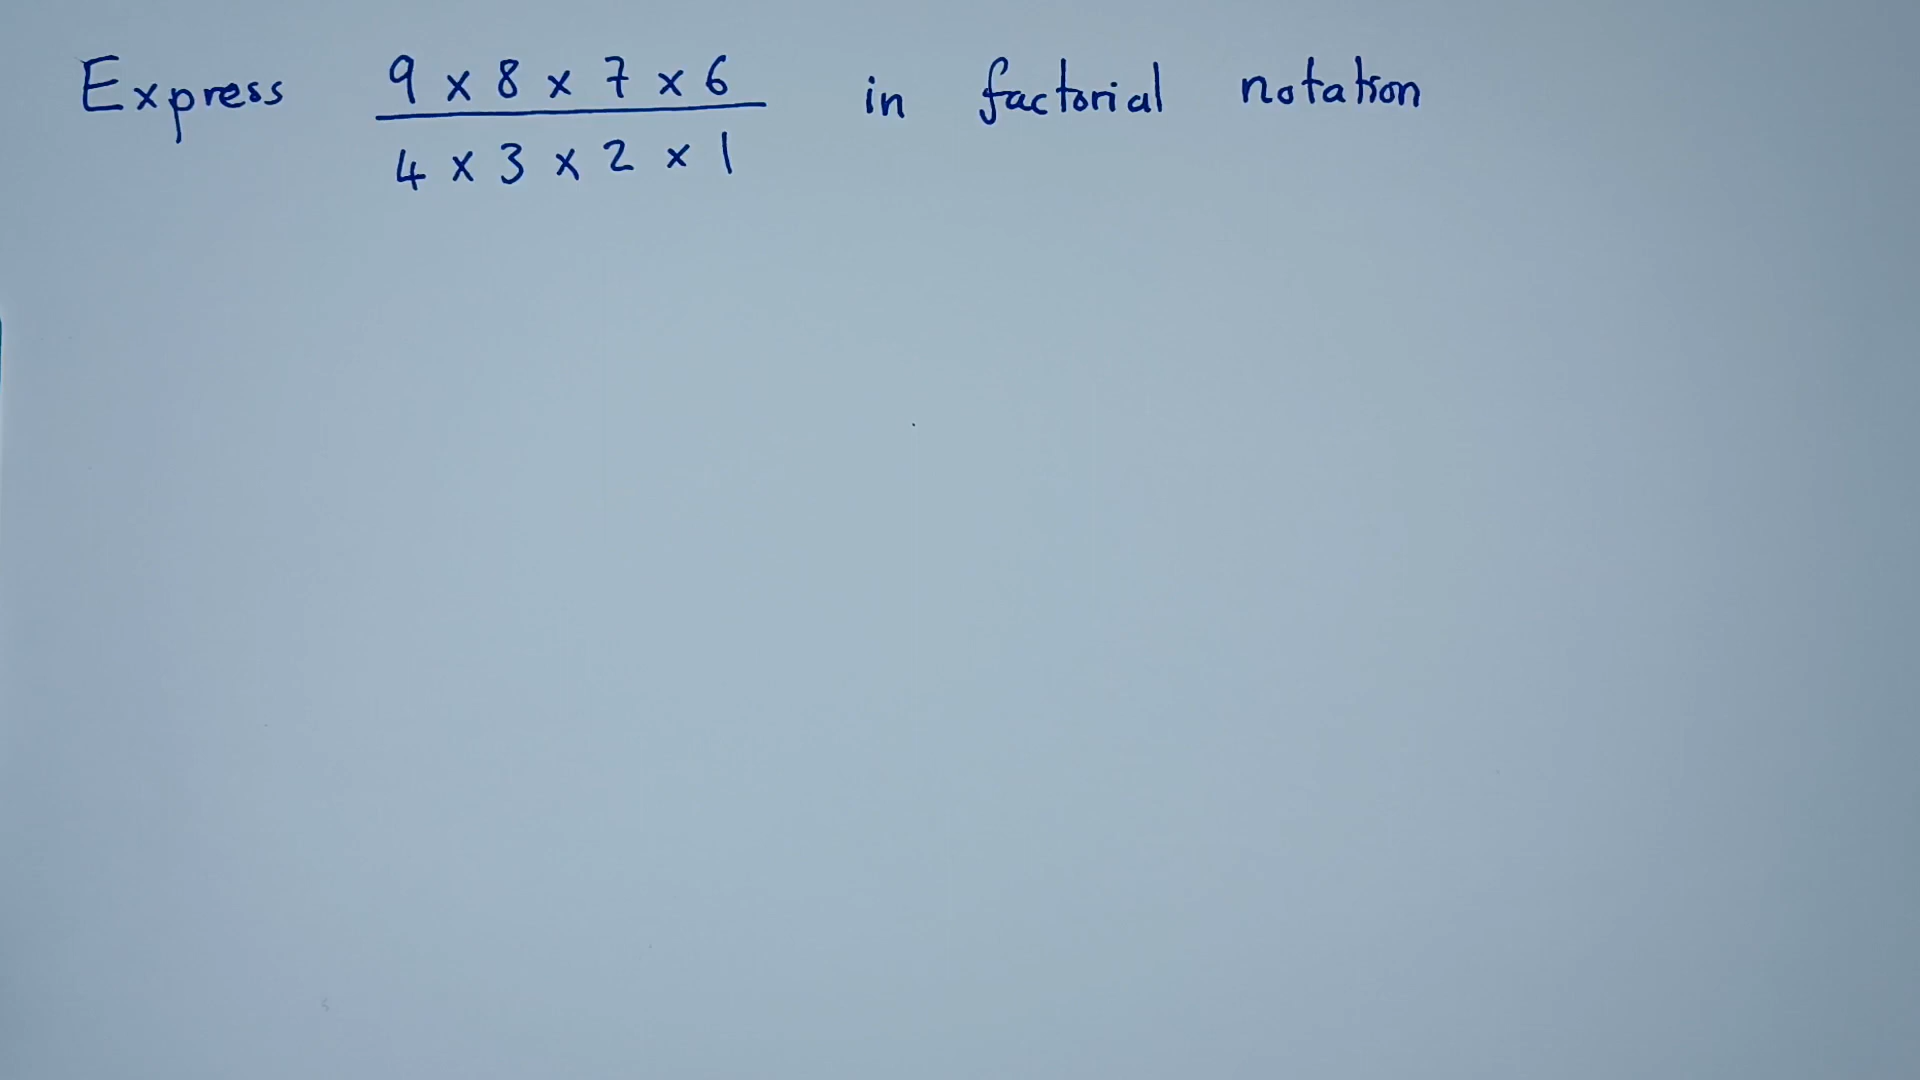 Express 9 x 8 x 7 x 6 in factorial notation
4 x 3 x 2 x 1